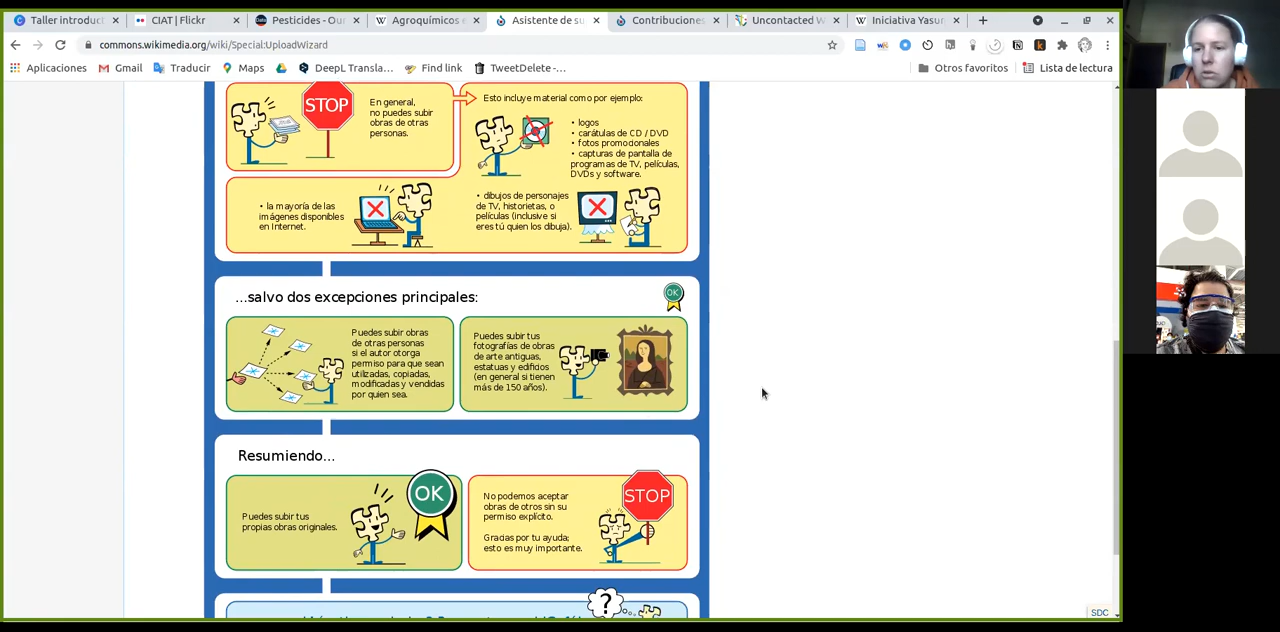 Taller introduct
CIAT | Flickr
Pesticides - Our
Agroquímicos e
Asistente de su
Contribuciones
Uncontacted W
Iniciativa Yasun
commons.wikimedia.org/wiki/Special:UploadWizard
Aplicaciones
Gmail
Traducir
Maps
DeepL Transla...
Find link
TweetDelete -...
Otros favoritos
Lista de lectura
STOP
En general,
no puedes subir
obras de otras
personas.
Esto incluye material como por ejemplo:
• logos
• carátulas de CD / DVD
• fotos promocionales
• capturas de pantalla de
programas de TV, películas,
DVDs y software.
• la mayoría de las
imágenes disponibles
en Internet.
• dibujos de personajes
de TV, historietas, o
películas (inclusive si
eres tú quien los dibuja).
...salvo dos excepciones principales:
OK
Puedes subir obras
de otras personas
si el autor otorga
permiso para que sean
utilizadas, copiadas,
modificadas y vendidas
por quien sea.
Puedes subir tus
fotografías de obras
de arte antiguas,
estatuas y edificios
(en general si tienen
más de 150 años).
Resumiendo...
Puedes subir tus
propias obras originales.
OK
No podemos aceptar
obras de otros sin su
permiso explícito.
Gracias por tu ayuda;
esto es muy importante.
STOP
?
SDC